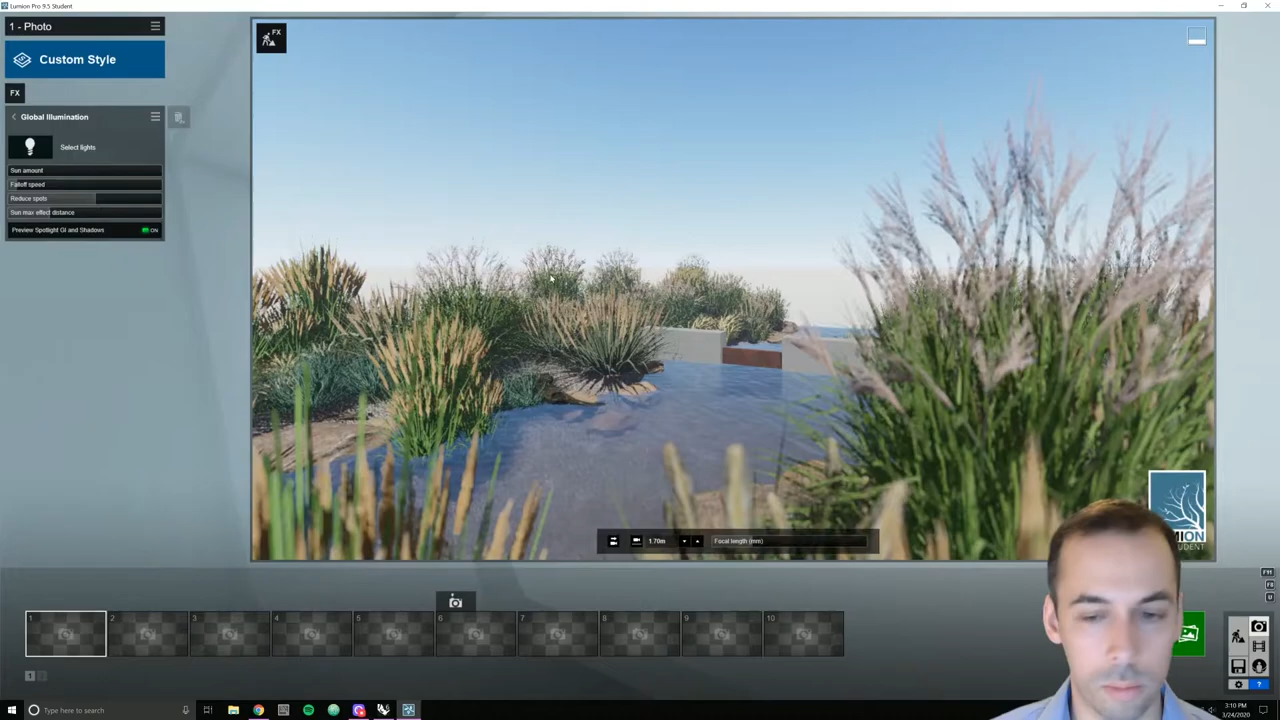 Lumion Pro 9.5 Student
1 - Photo
FX
Custom Style
FX
Global Illumination
Select lights
Sun amount
Falloff speed
Reduce spots
Sun max effect distance
Preview Spotlight GI and Shadows
ON
1.70m
Focal length (mm)
1
2
3
4
5
6
7
8
9
10
1
Type here to search
3:10 PM
3/24/2020